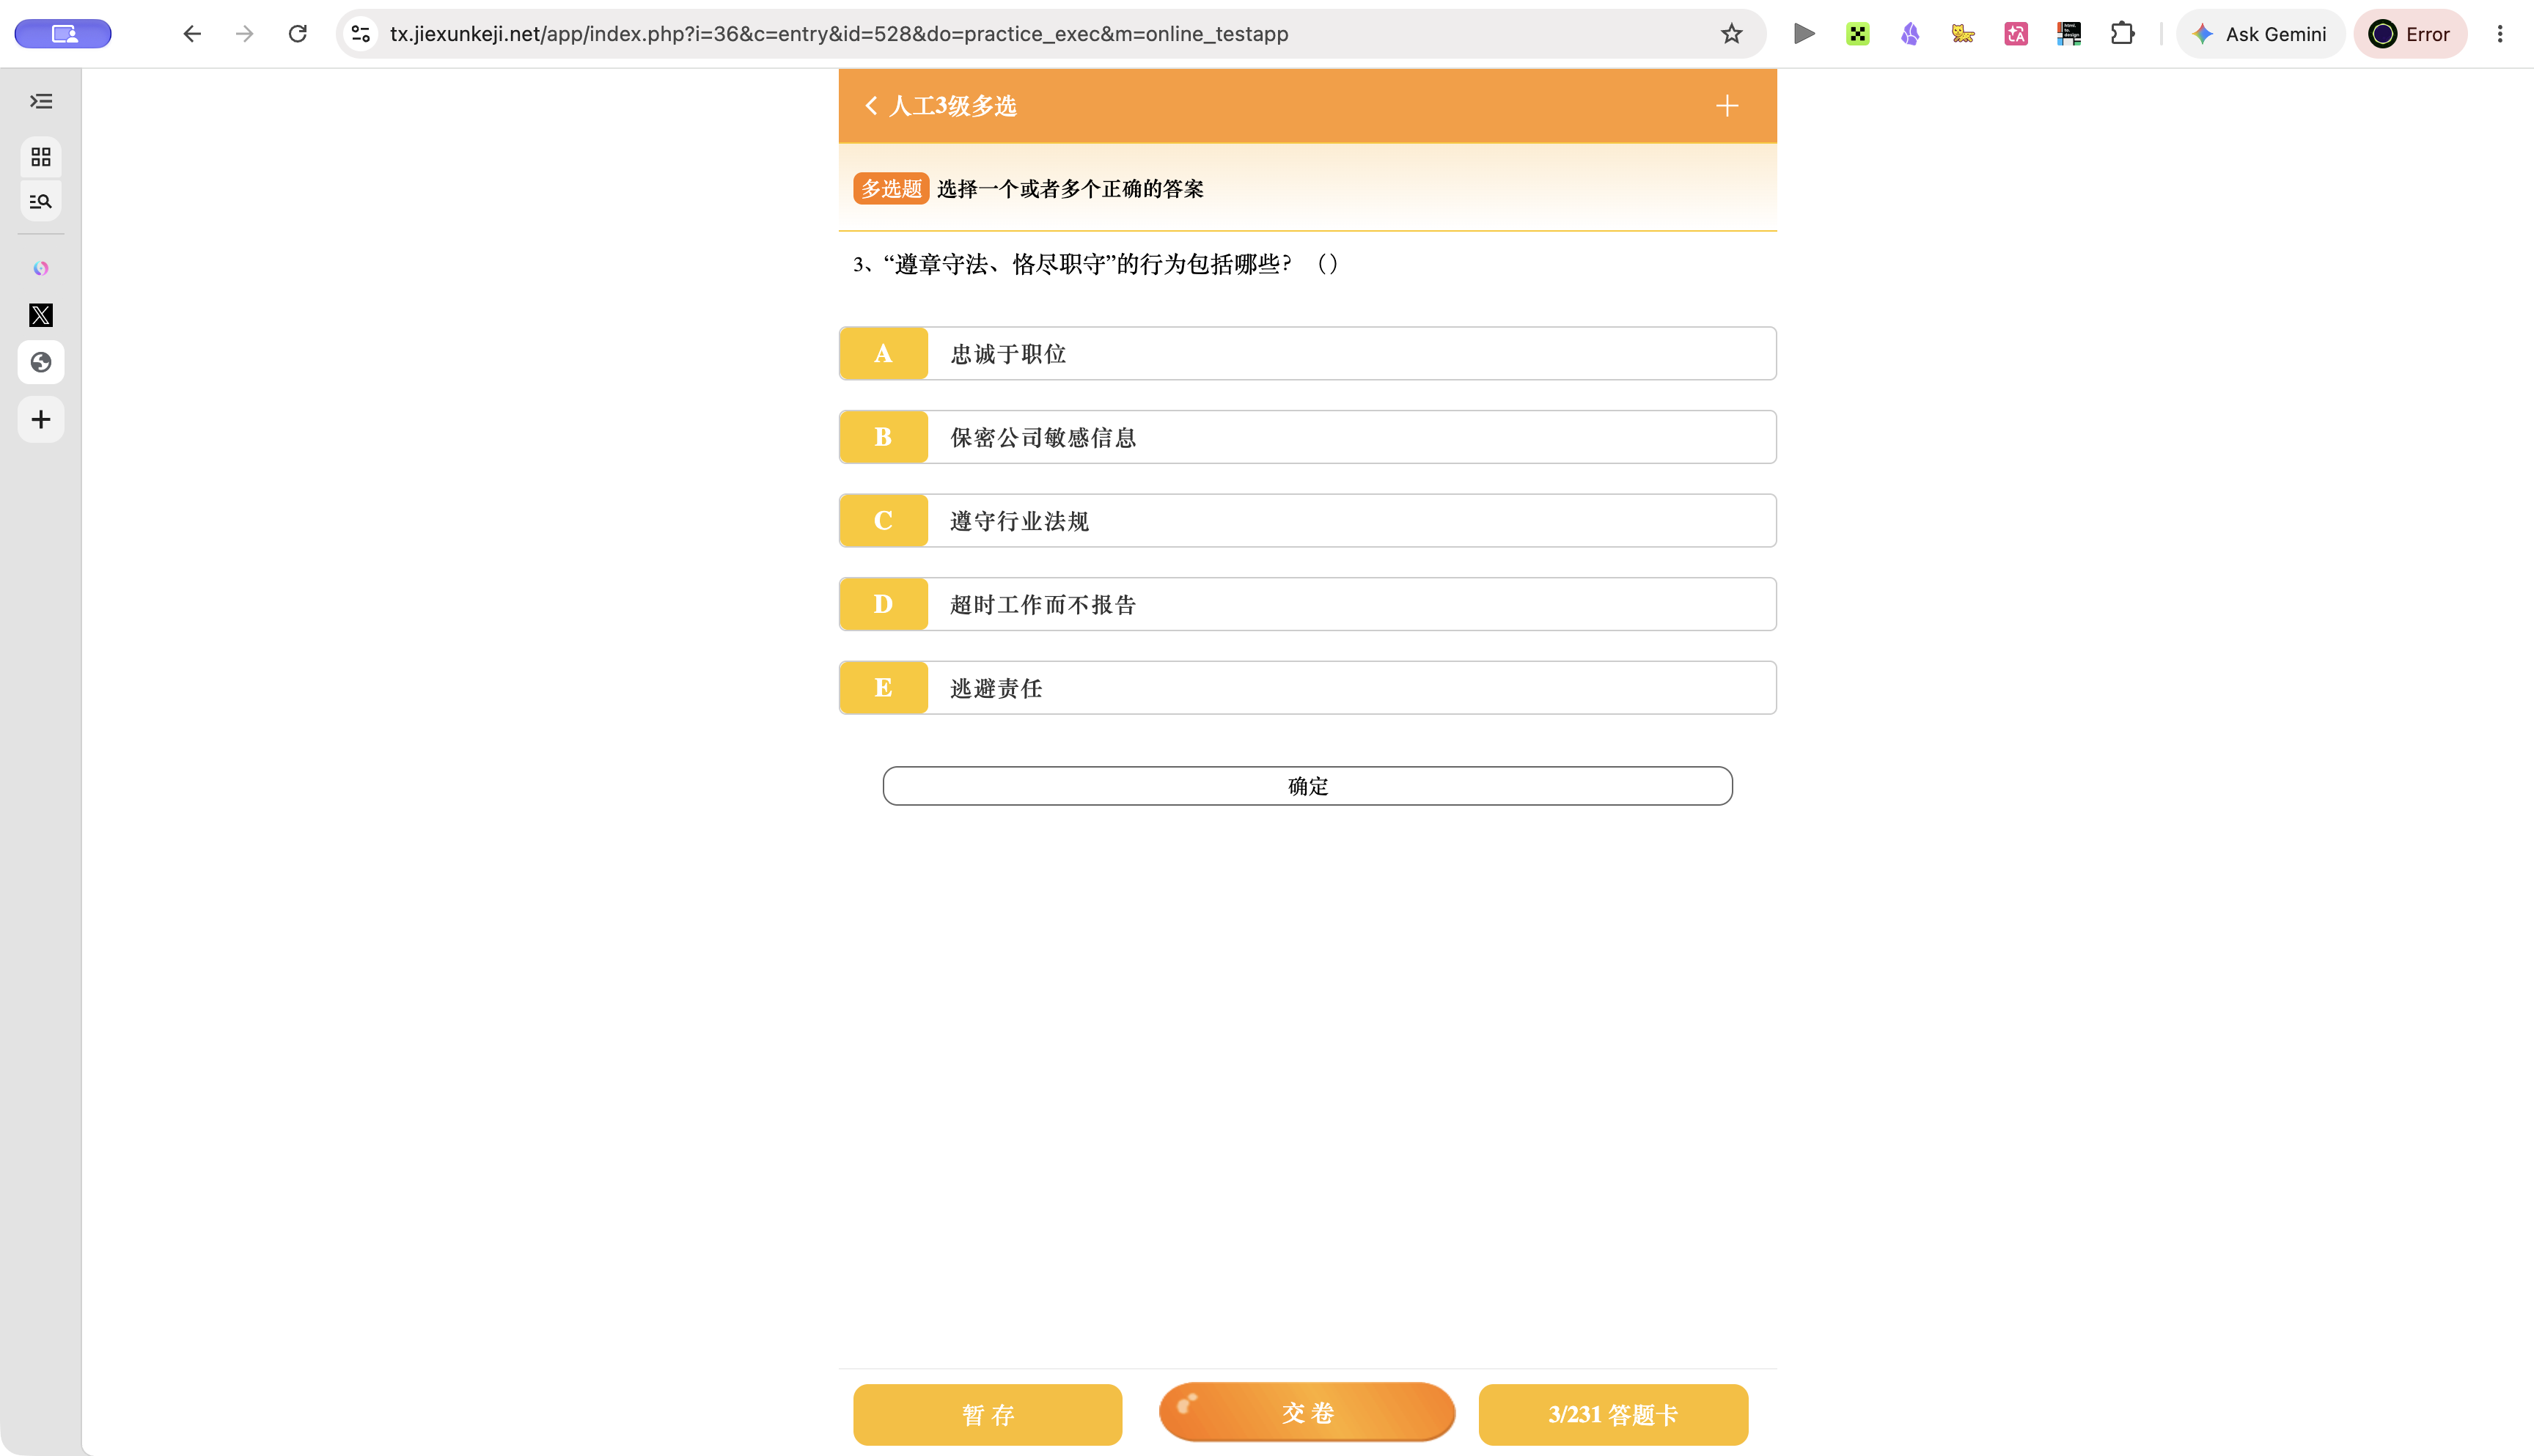 tx.jiexunkeji.net/app/index.php?i=36&c=entry&id=528&do=practice_exec&m=online_testapp
Ask Gemini
Error
人工3级多选
多选题 选择一个或者多个正确的答案
3、“遵章守法、恪尽职守”的行为包括哪些？（）
A 忠诚于职位
B 保密公司敏感信息
C 遵守行业法规
D 超时工作而不报告
E 逃避责任
确定
暂 存
交 卷
3/231 答题卡